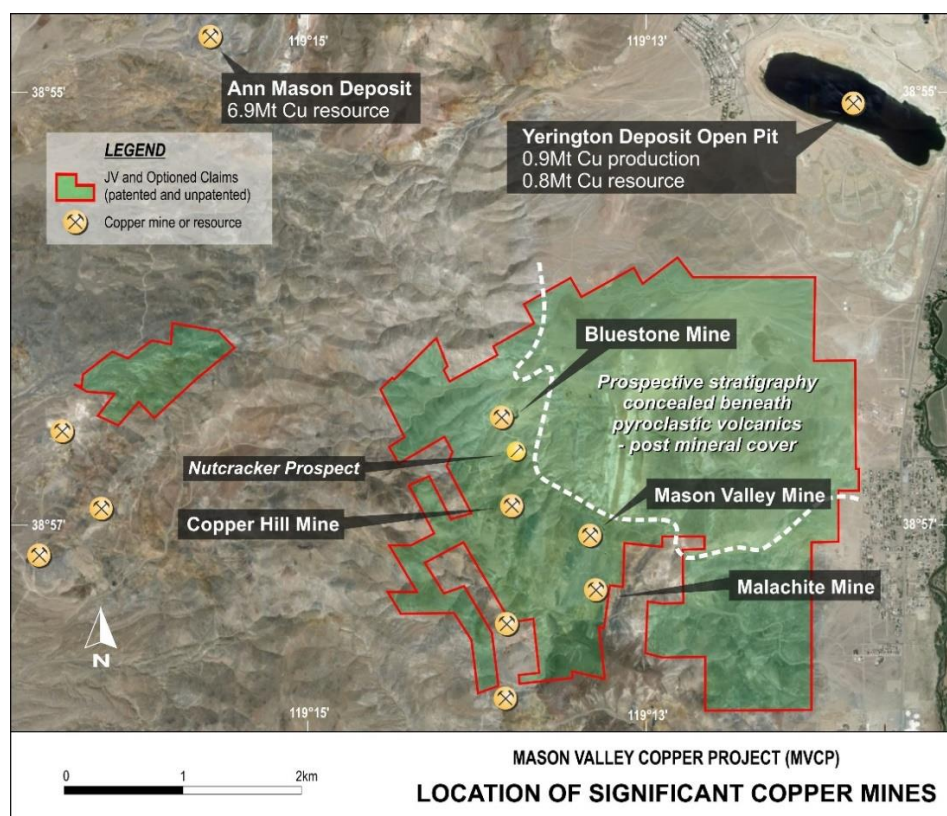 119°15'
119°13'
38°55'
38°55'
Ann Mason Deposit
6.9Mt Cu resource
Yerington Deposit Open Pit
0.9Mt Cu production
0.8Mt Cu resource
LEGEND
JV and Optioned Claims
(patented and unpatented)
Copper mine or resource
Bluestone Mine
Prospective stratigraphy
concealed beneath
pyroclastic volcanics
- post mineral cover
Nutcracker Prospect
Mason Valley Mine
38°57'
Copper Hill Mine
38°57'
Malachite Mine
N
119°15'
119°13'
0 1 2km
MASON VALLEY COPPER PROJECT (MVCP)
LOCATION OF SIGNIFICANT COPPER MINES